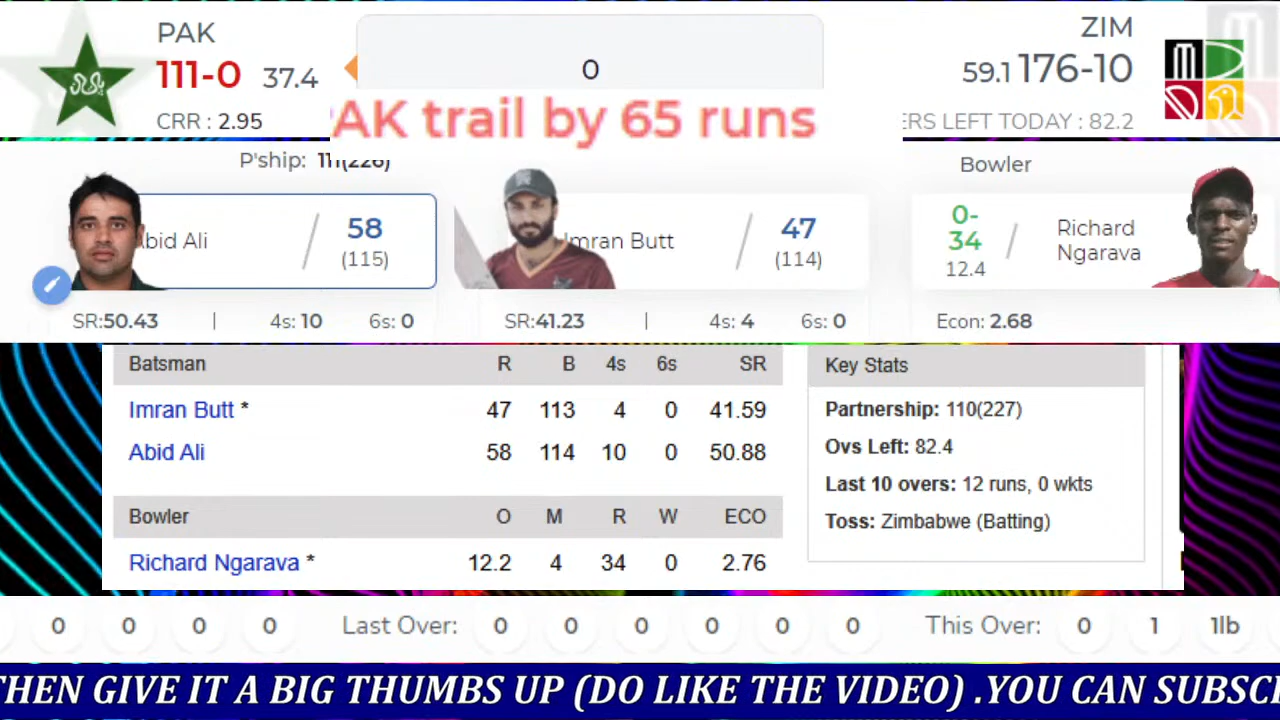 PAK
111-0 37.4
CRR : 2.95
0
AK trail by 65 runs
ZIM
59.1 176-10
ERS LEFT TODAY : 82.2
P'ship: 111(226)
Bowler
Abid Ali 58 (115)
Imran Butt 47 (114)
0-34 12.4
Richard Ngarava
SR:50.43 | 4s: 10 6s: 0
SR:41.23 | 4s: 4 6s: 0
Econ: 2.68
Batsman R B 4s 6s SR
Imran Butt * 47 113 4 0 41.59
Abid Ali 58 114 10 0 50.88
Bowler O M R W ECO
Richard Ngarava * 12.2 4 34 0 2.76
Key Stats
Partnership: 110(227)
Ovs Left: 82.4
Last 10 overs: 12 runs, 0 wkts
Toss: Zimbabwe (Batting)
0 0 0 0 Last Over: 0 0 0 0 0 0 This Over: 0 1 1lb
THEN GIVE IT A BIG THUMBS UP (DO LIKE THE VIDEO) .YOU CAN SUBSCI